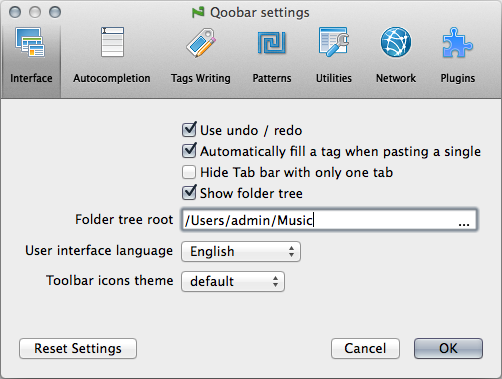 Qoobar settings
Interface Autocompletion Tags Writing Patterns Utilities Network Plugins
Use undo / redo
Automatically fill a tag when pasting a single
Hide Tab bar with only one tab
Show folder tree
Folder tree root /Users/admin/Music ...
User interface language English
Toolbar icons theme default
Reset Settings Cancel OK